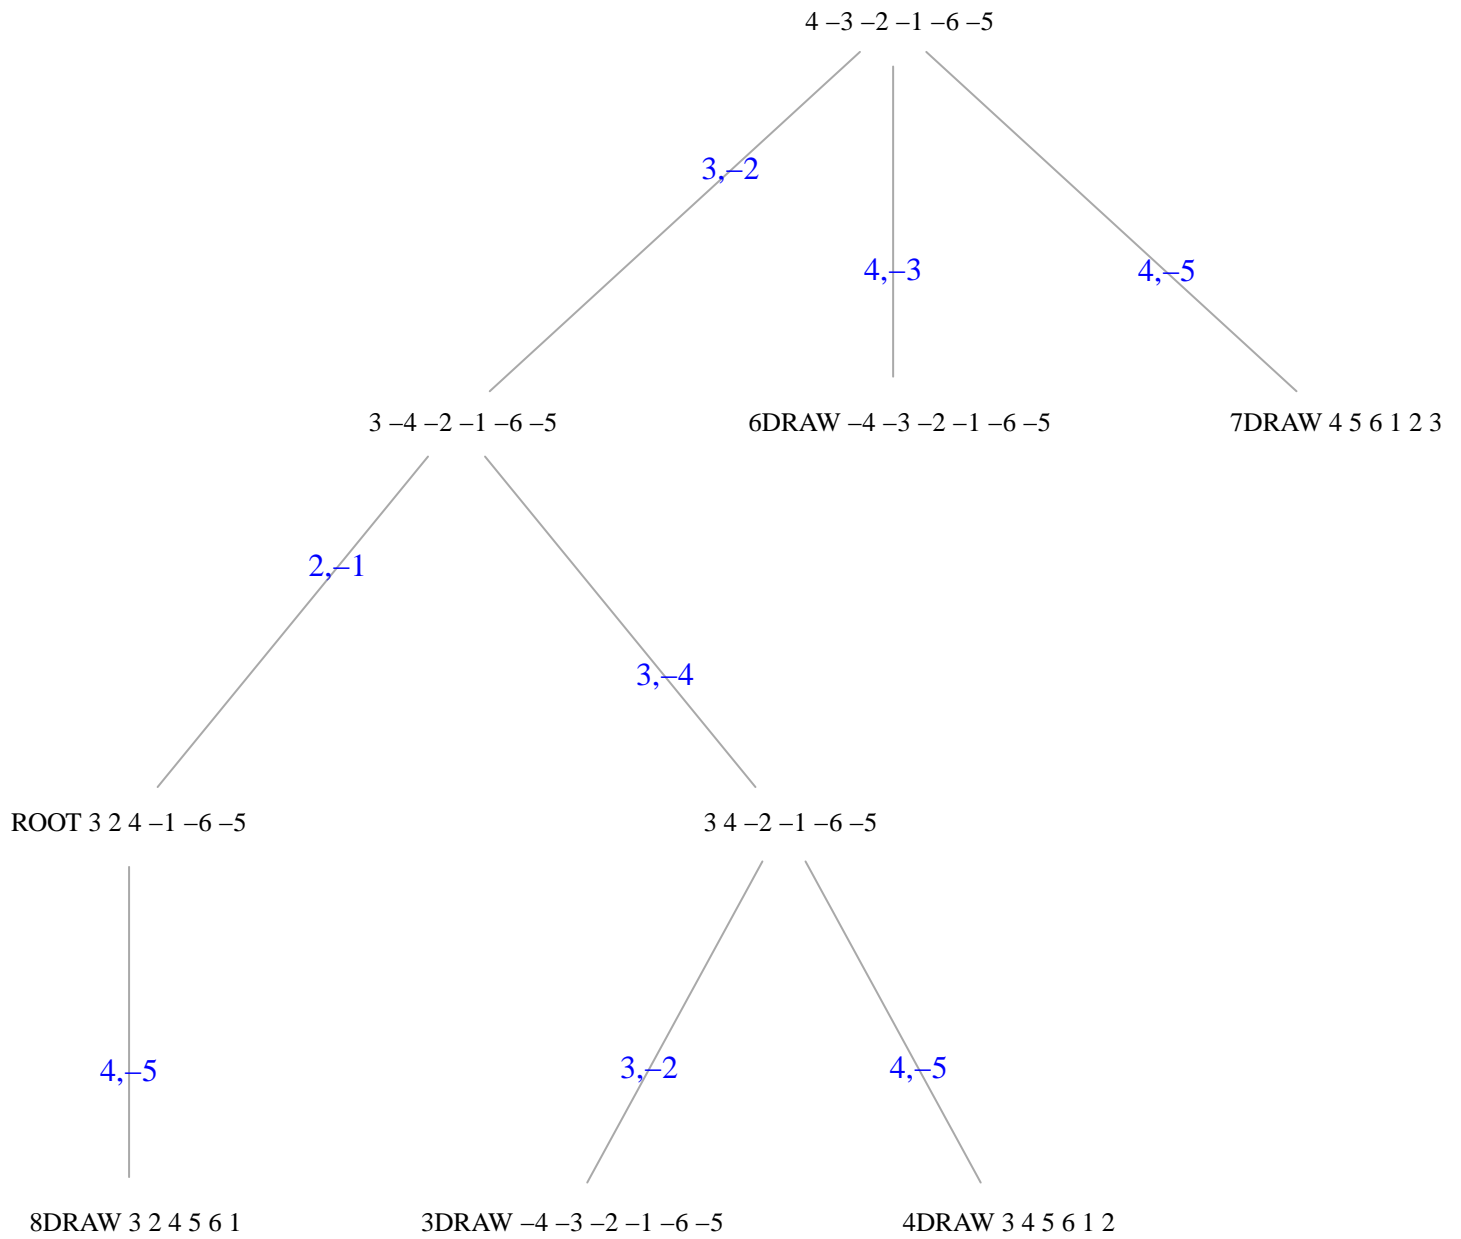 4 –3 –2 –1 –6 –5
3,–2
4,–3
4,–5
3 –4 –2 –1 –6 –5
6DRAW –4 –3 –2 –1 –6 –5
7DRAW 4 5 6 1 2 3
2,–1
3,–4
ROOT 3 2 4 –1 –6 –5
3 4 –2 –1 –6 –5
4,–5
3,–2
4,–5
8DRAW 3 2 4 5 6 1
3DRAW –4 –3 –2 –1 –6 –5
4DRAW 3 4 5 6 1 2